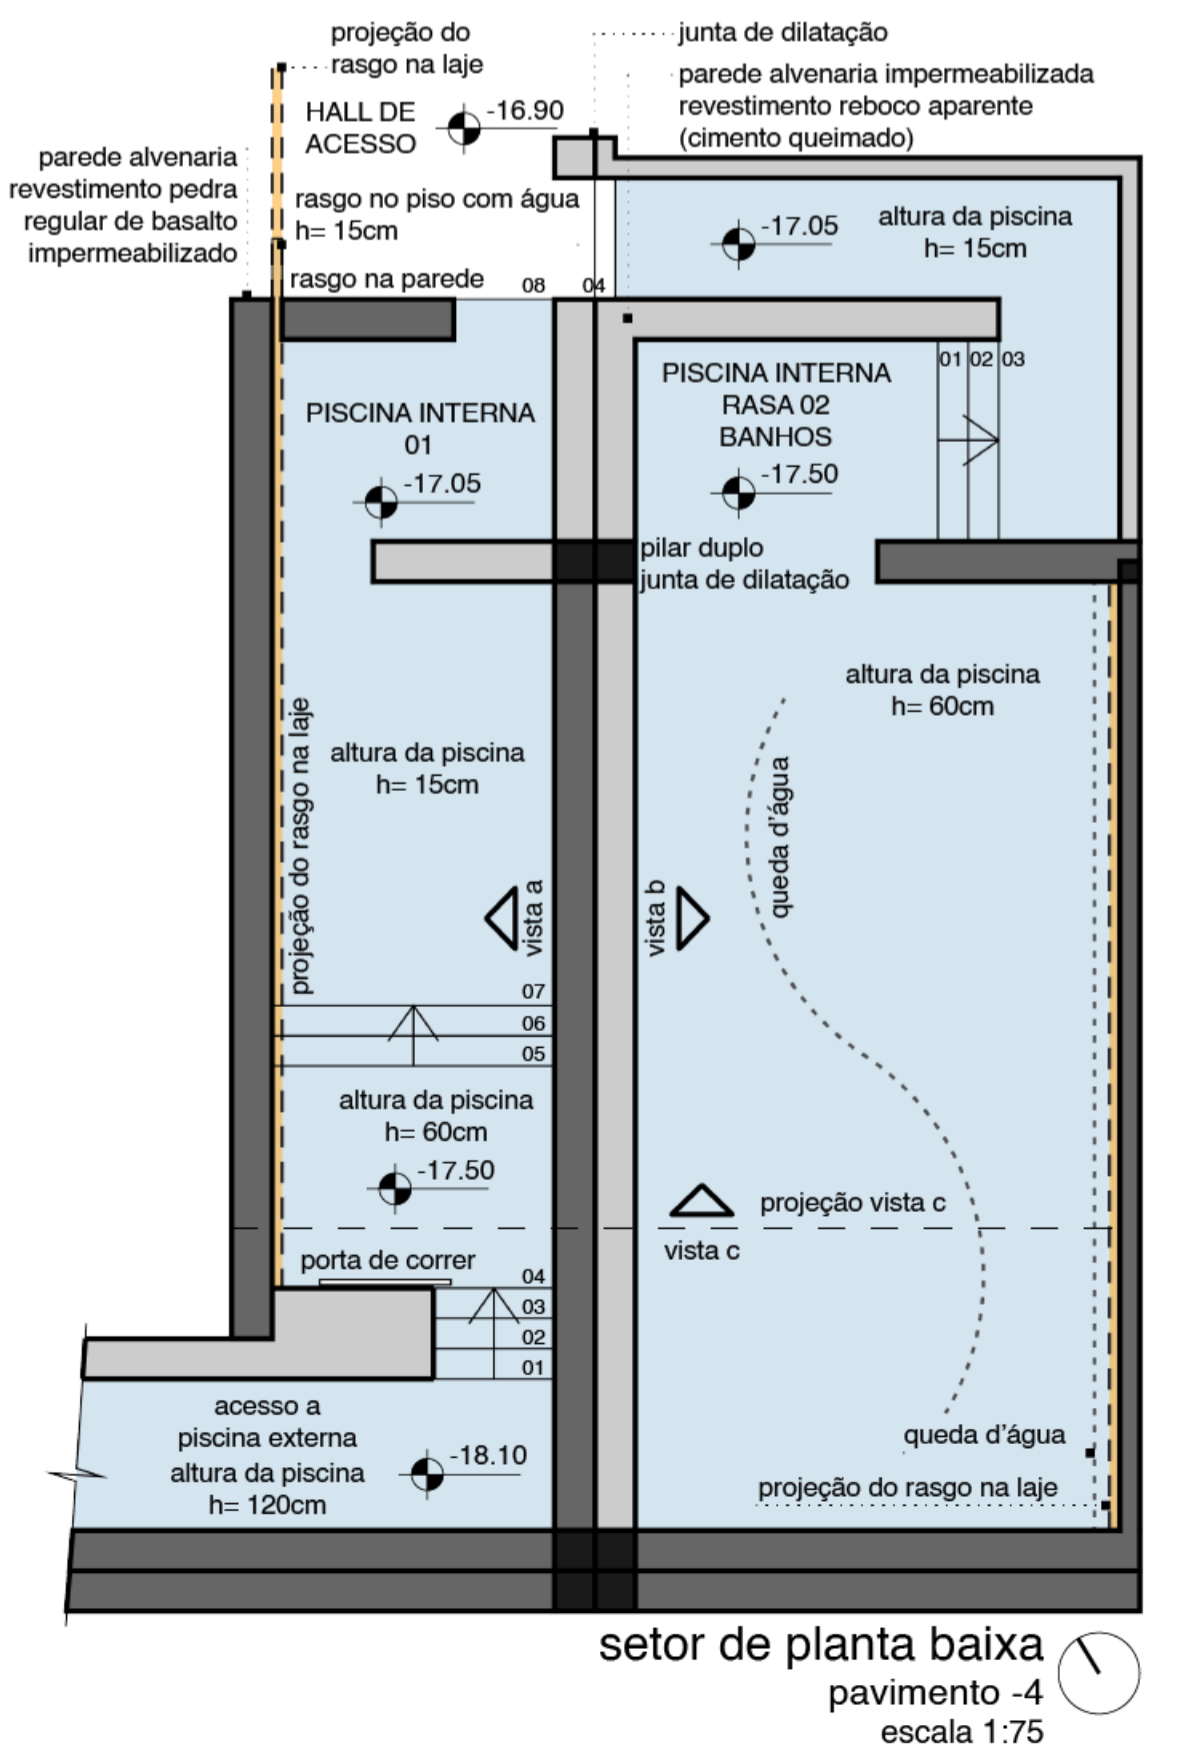 projeção do
rasgo na laje
junta de dilatação
parede alvenaria impermeabilizada
revestimento reboco aparente
(cimento queimado)
HALL DE
ACESSO
-16.90
parede alvenaria
revestimento pedra
regular de basalto
impermeabilizado
rasgo no piso com água
h= 15cm
-17.05
altura da piscina
h= 15cm
rasgo na parede
08
04
01
02
03
PISCINA INTERNA
01
-17.05
PISCINA INTERNA
RASA 02
BANHOS
-17.50
pilar duplo
junta de dilatação
altura da piscina
h= 60cm
projeção do rasgo na laje
altura da piscina
h= 15cm
queda d'água
vista a
vista b
07
06
05
altura da piscina
h= 60cm
-17.50
projeção vista c
vista c
porta de correr
04
03
02
01
acesso a
piscina externa
altura da piscina
h= 120cm
-18.10
queda d'água
projeção do rasgo na laje
setor de planta baixa
pavimento -4
escala 1:75